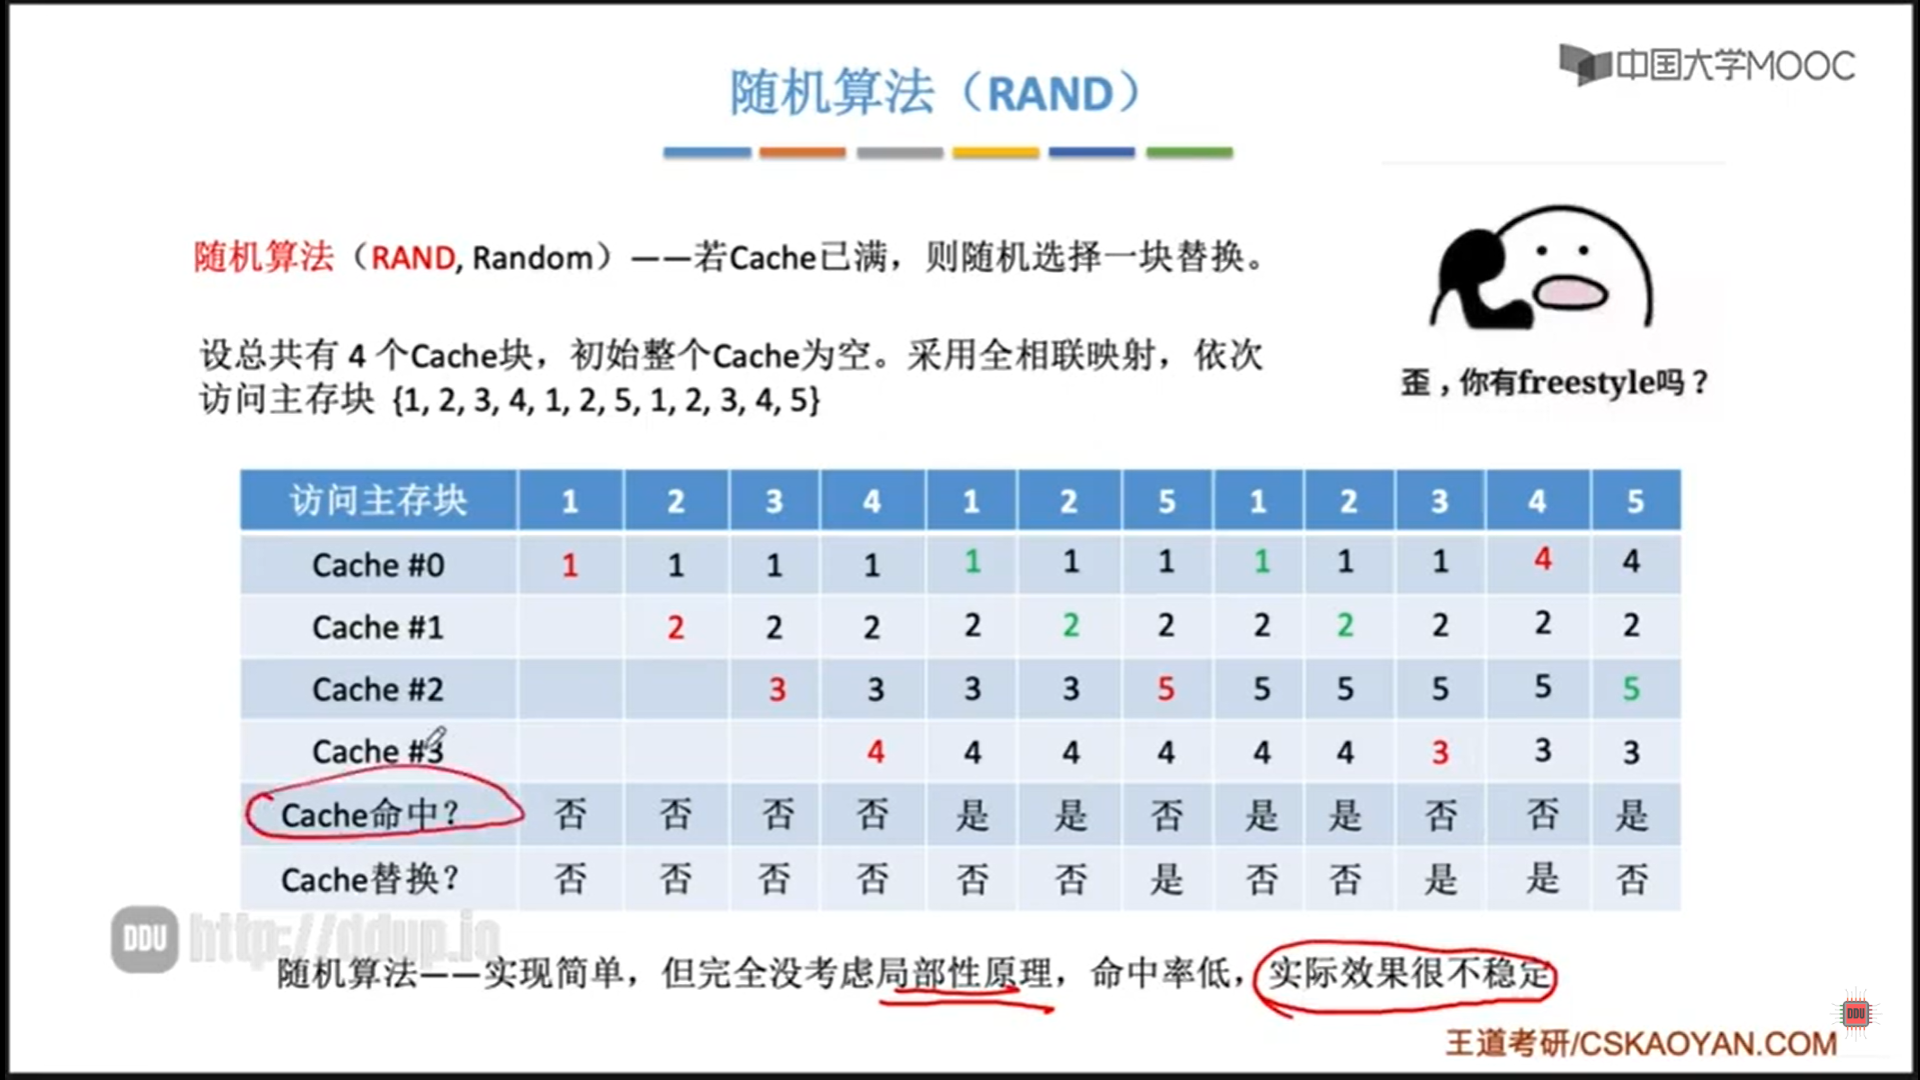 中国大学MOOC
随机算法（RAND）
随机算法（RAND, Random）——若Cache已满，则随机选择一块替换。
设总共有 4 个Cache块，初始整个Cache为空。采用全相联映射，依次
访问主存块 {1, 2, 3, 4, 1, 2, 5, 1, 2, 3, 4, 5}
歪，你有freestyle吗？
访问主存块 1 2 3 4 1 2 5 1 2 3 4 5
Cache #0 1 1 1 1 1 1 1 1 1 1 4 4
Cache #1 2 2 2 2 2 2 2 2 2 2 2
Cache #2 3 3 3 3 5 5 5 5 5 5
Cache #3 4 4 4 4 4 4 3 3 3
Cache命中？ 否 否 否 否 是 是 否 是 是 否 否 是
Cache替换？ 否 否 否 否 否 否 是 否 否 是 是 否
DDU http://ddup.io
随机算法——实现简单，但完全没考虑局部性原理，命中率低，实际效果很不稳定
DDU
王道考研/CSKAOYAN.COM